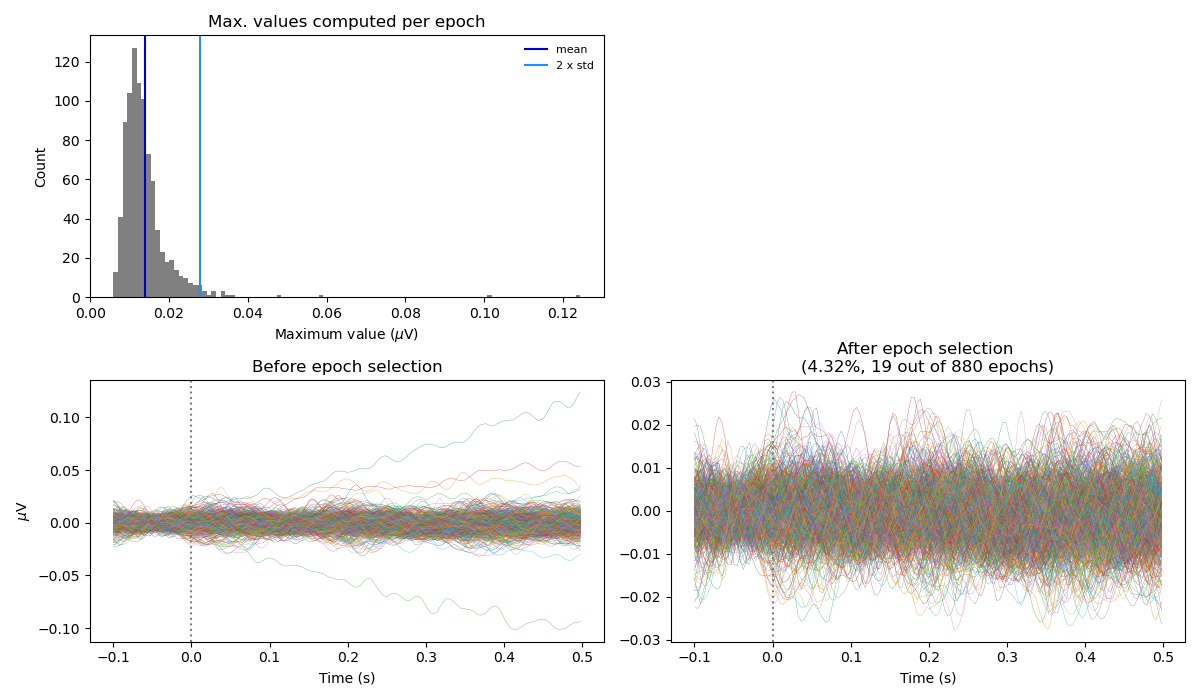 Max. values computed per epoch
mean
2 x std
Count
120
100
80
60
40
20
0
0.00 0.02 0.04 0.06 0.08 0.10 0.12
Maximum value (μV)
Before epoch selection
μV
0.10
0.05
0.00
−0.05
−0.10
−0.1 0.0 0.1 0.2 0.3 0.4 0.5
Time (s)
After epoch selection
(4.32%, 19 out of 880 epochs)
0.03
0.02
0.01
0.00
−0.01
−0.02
−0.03
−0.1 0.0 0.1 0.2 0.3 0.4 0.5
Time (s)